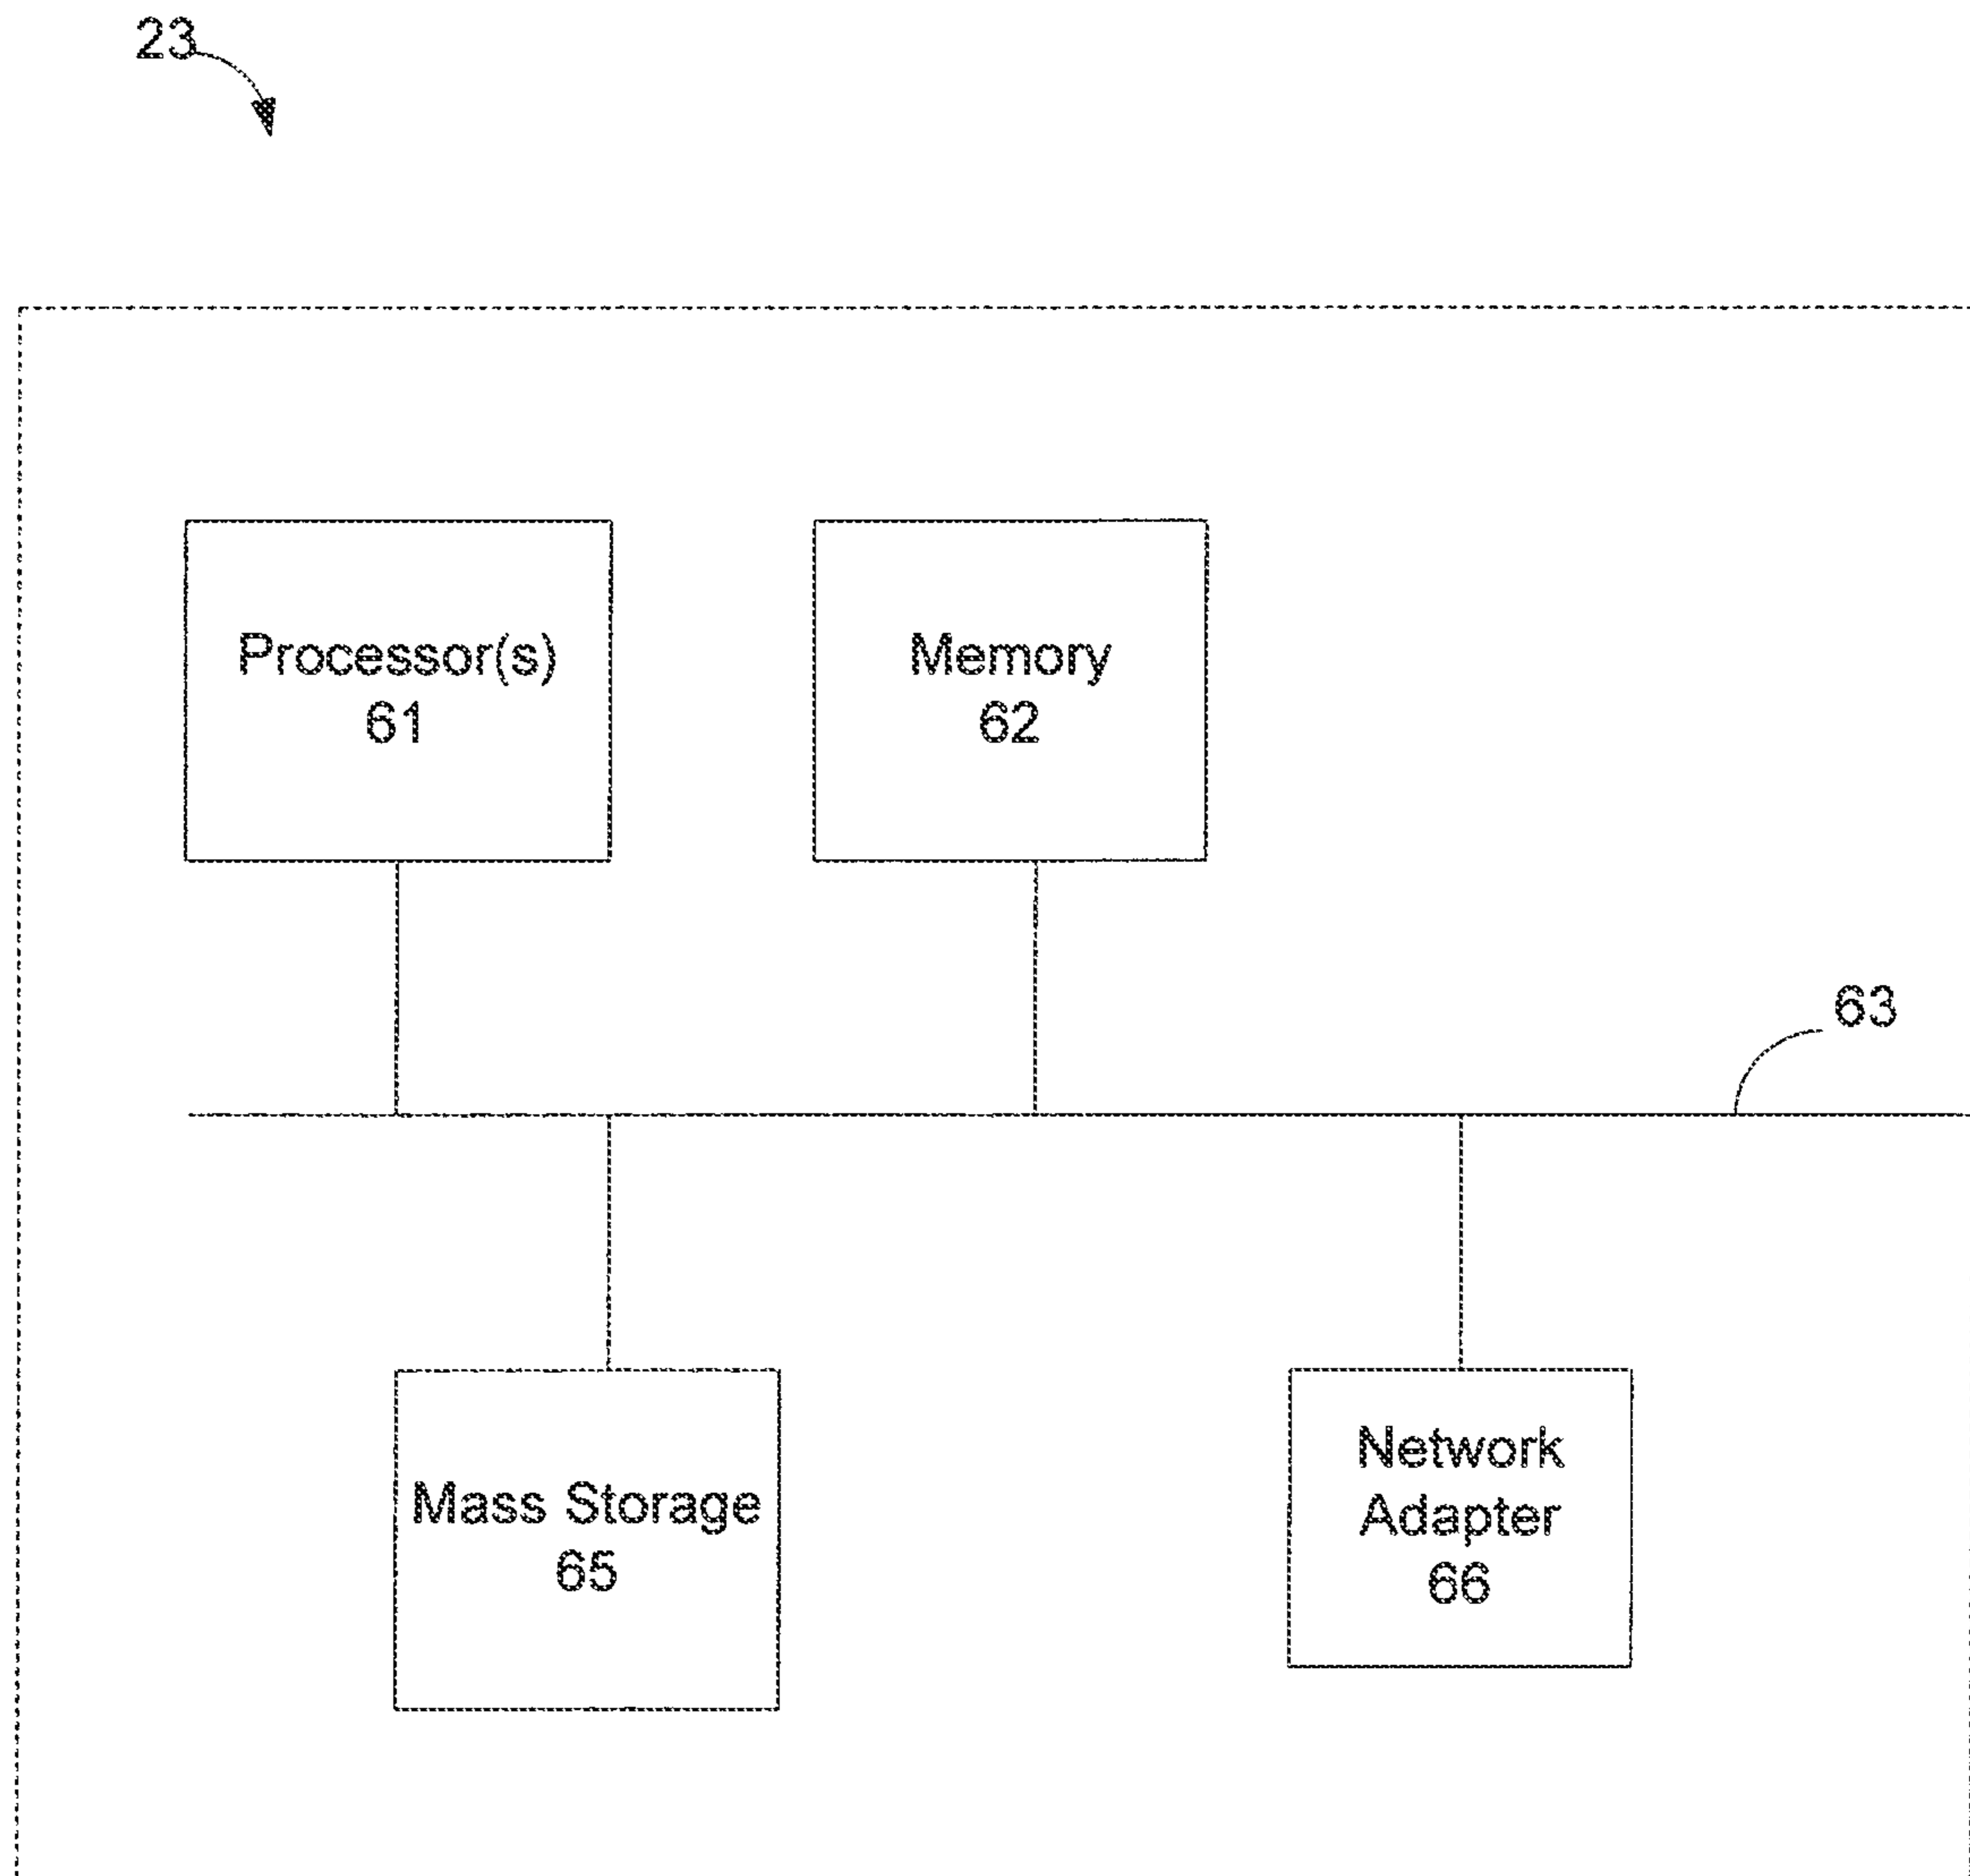 23
Processor(s)
61
Memory
62
63
Mass Storage
65
Network
Adapter
66